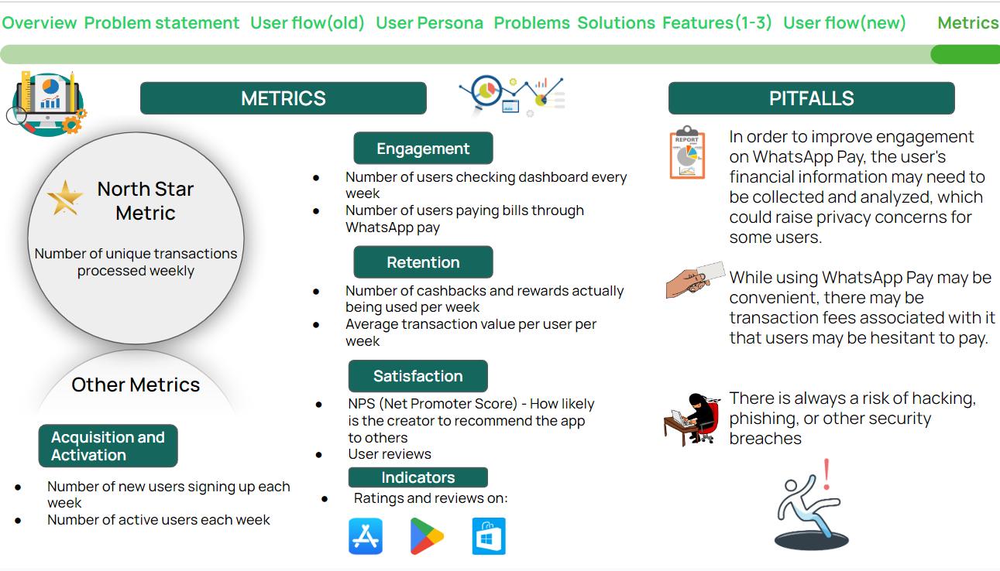 Overview Problem statement User flow(old) User Persona Problems Solutions Features(1-3) User flow(new) Metrics
METRICS
North Star
Metric
Number of unique transactions
processed weekly
Other Metrics
Acquisition and
Activation
● Number of new users signing up each
week
● Number of active users each week
Engagement
● Number of users checking dashboard every
week
● Number of users paying bills through
WhatsApp pay
Retention
● Number of cashbacks and rewards actually
being used per week
● Average transaction value per user per
week
Satisfaction
● NPS (Net Promoter Score) - How likely
is the creator to recommend the app
to others
● User reviews
Indicators
● Ratings and reviews on:
PITFALLS
REPORT
In order to improve engagement
on WhatsApp Pay, the user's
financial information may need to
be collected and analyzed, which
could raise privacy concerns for
some users.
While using WhatsApp Pay may be
convenient, there may be
transaction fees associated with it
that users may be hesitant to pay.
There is always a risk of hacking,
phishing, or other security
breaches